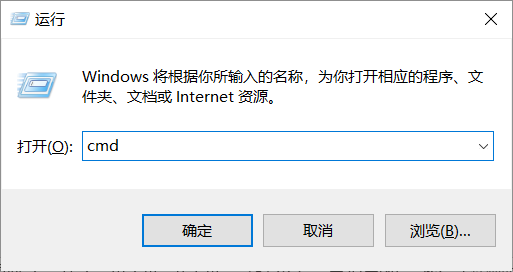 运行
Windows 将根据你所输入的名称，为你打开相应的程序、文
件夹、文档或 Internet 资源。
打开(O): cmd
确定 取消 浏览(B)...